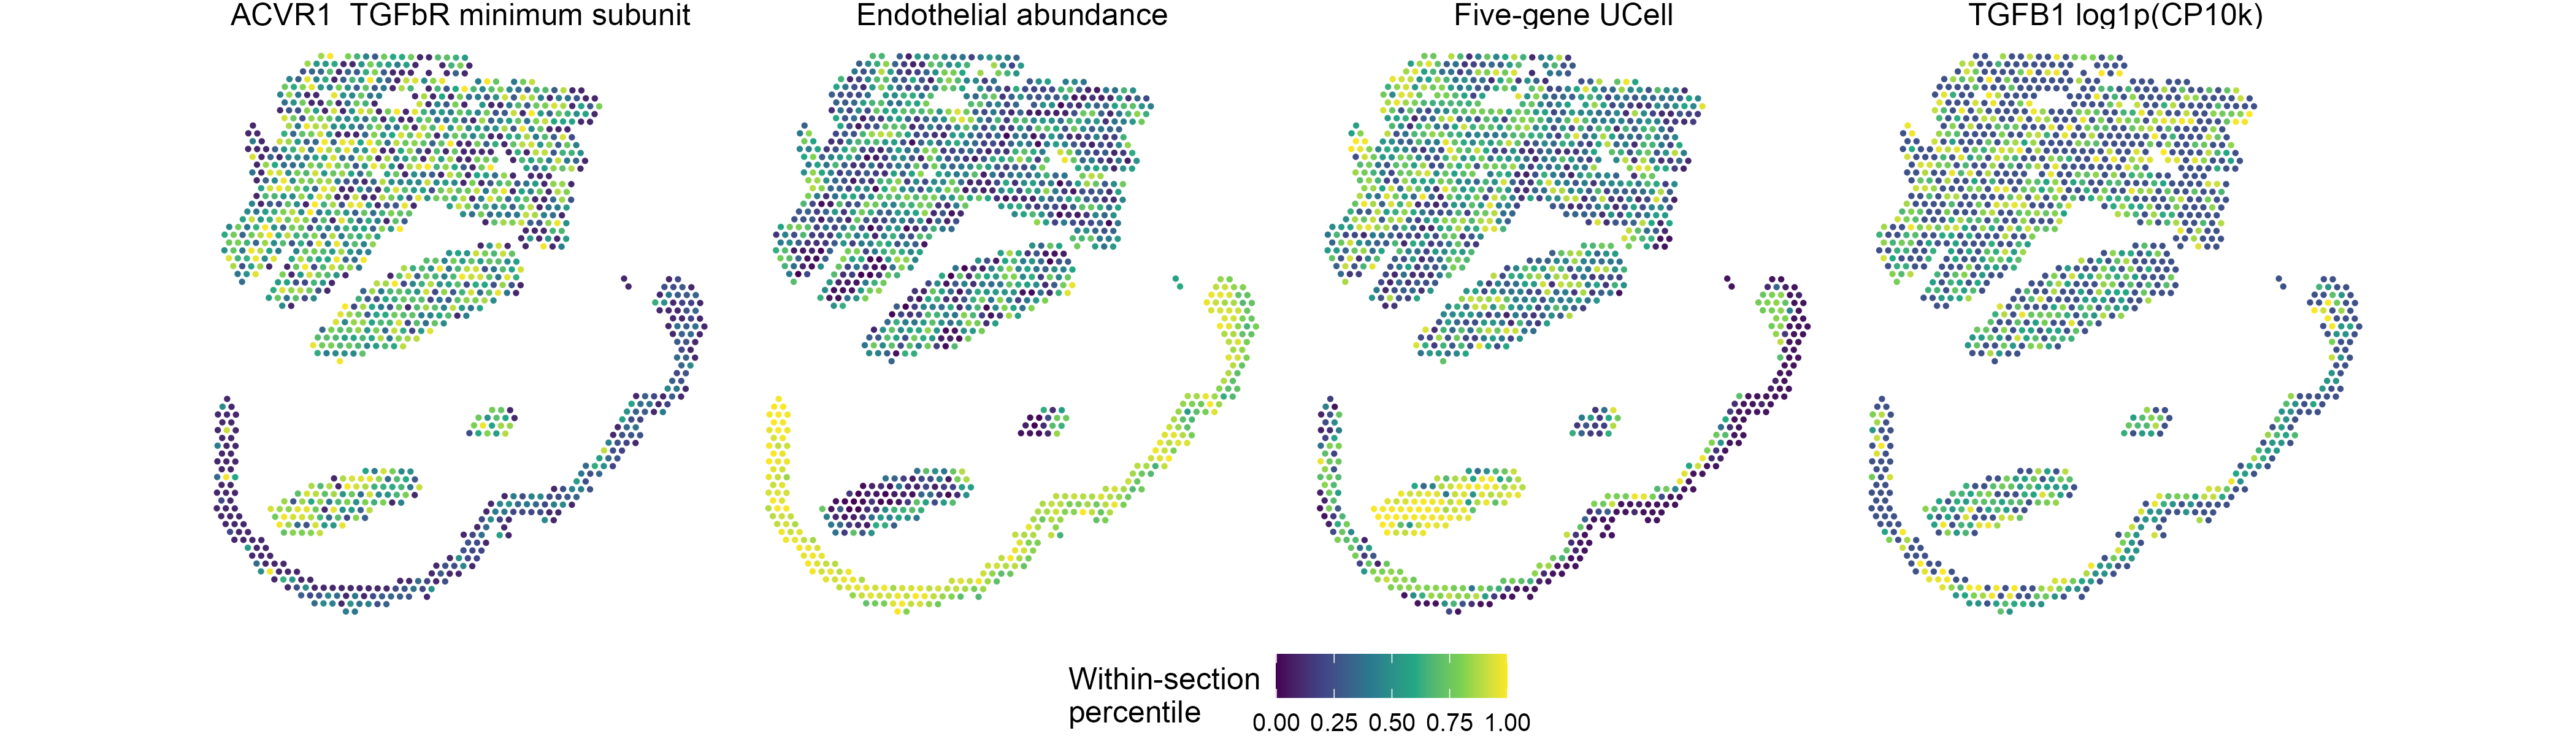 ACVR1 TGFbR minimum subunit
Endothelial abundance
Five-gene UCell
TGFB1 log1p(CP10k)
Within-section
percentile
0.00 0.25 0.50 0.75 1.00